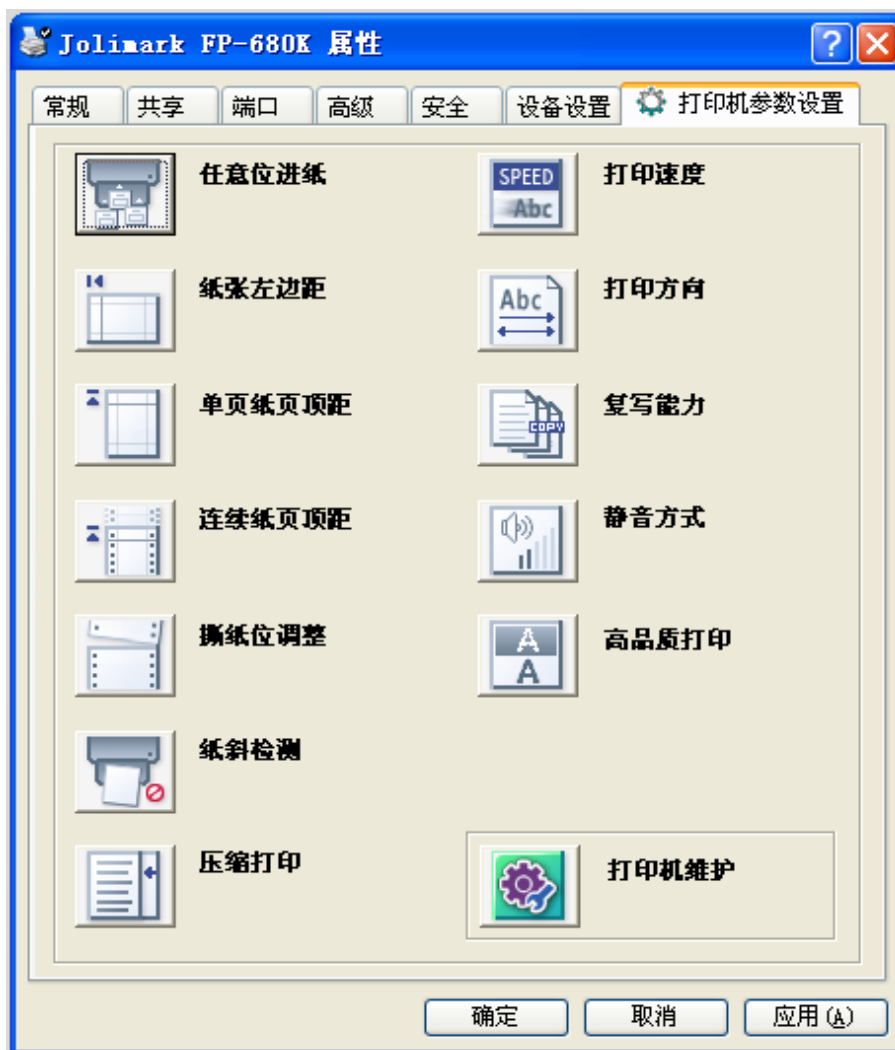 Jolimark FP-680K 属性
常规 共享 端口 高级 安全 设备设置 打印机参数设置
任意位进纸
SPEED
Abc
打印速度
纸张左边距
Abc
打印方向
单页纸页顶距
COPY
复写能力
连续纸页顶距
静音方式
撕纸位调整
A
A
高品质打印
纸斜检测
压缩打印
打印机维护
确定 取消 应用(A)